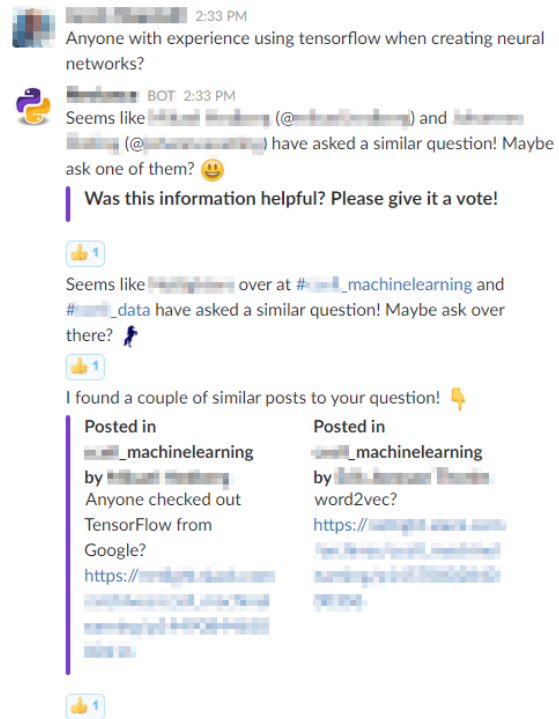 2:33 PM
Anyone with experience using tensorflow when creating neural
networks?
BOT 2:33 PM
Seems like (@ ) and
(@ ) have asked a similar question! Maybe
ask one of them? 😃
Was this information helpful? Please give it a vote!
👍 1
Seems like over at # _machinelearning and
# _data have asked a similar question! Maybe ask over
there?
👍 1
I found a couple of similar posts to your question! 👇
Posted in
_machinelearning
by
Anyone checked out
TensorFlow from
Google?
https://
Posted in
_machinelearning
by
word2vec?
https://
👍 1